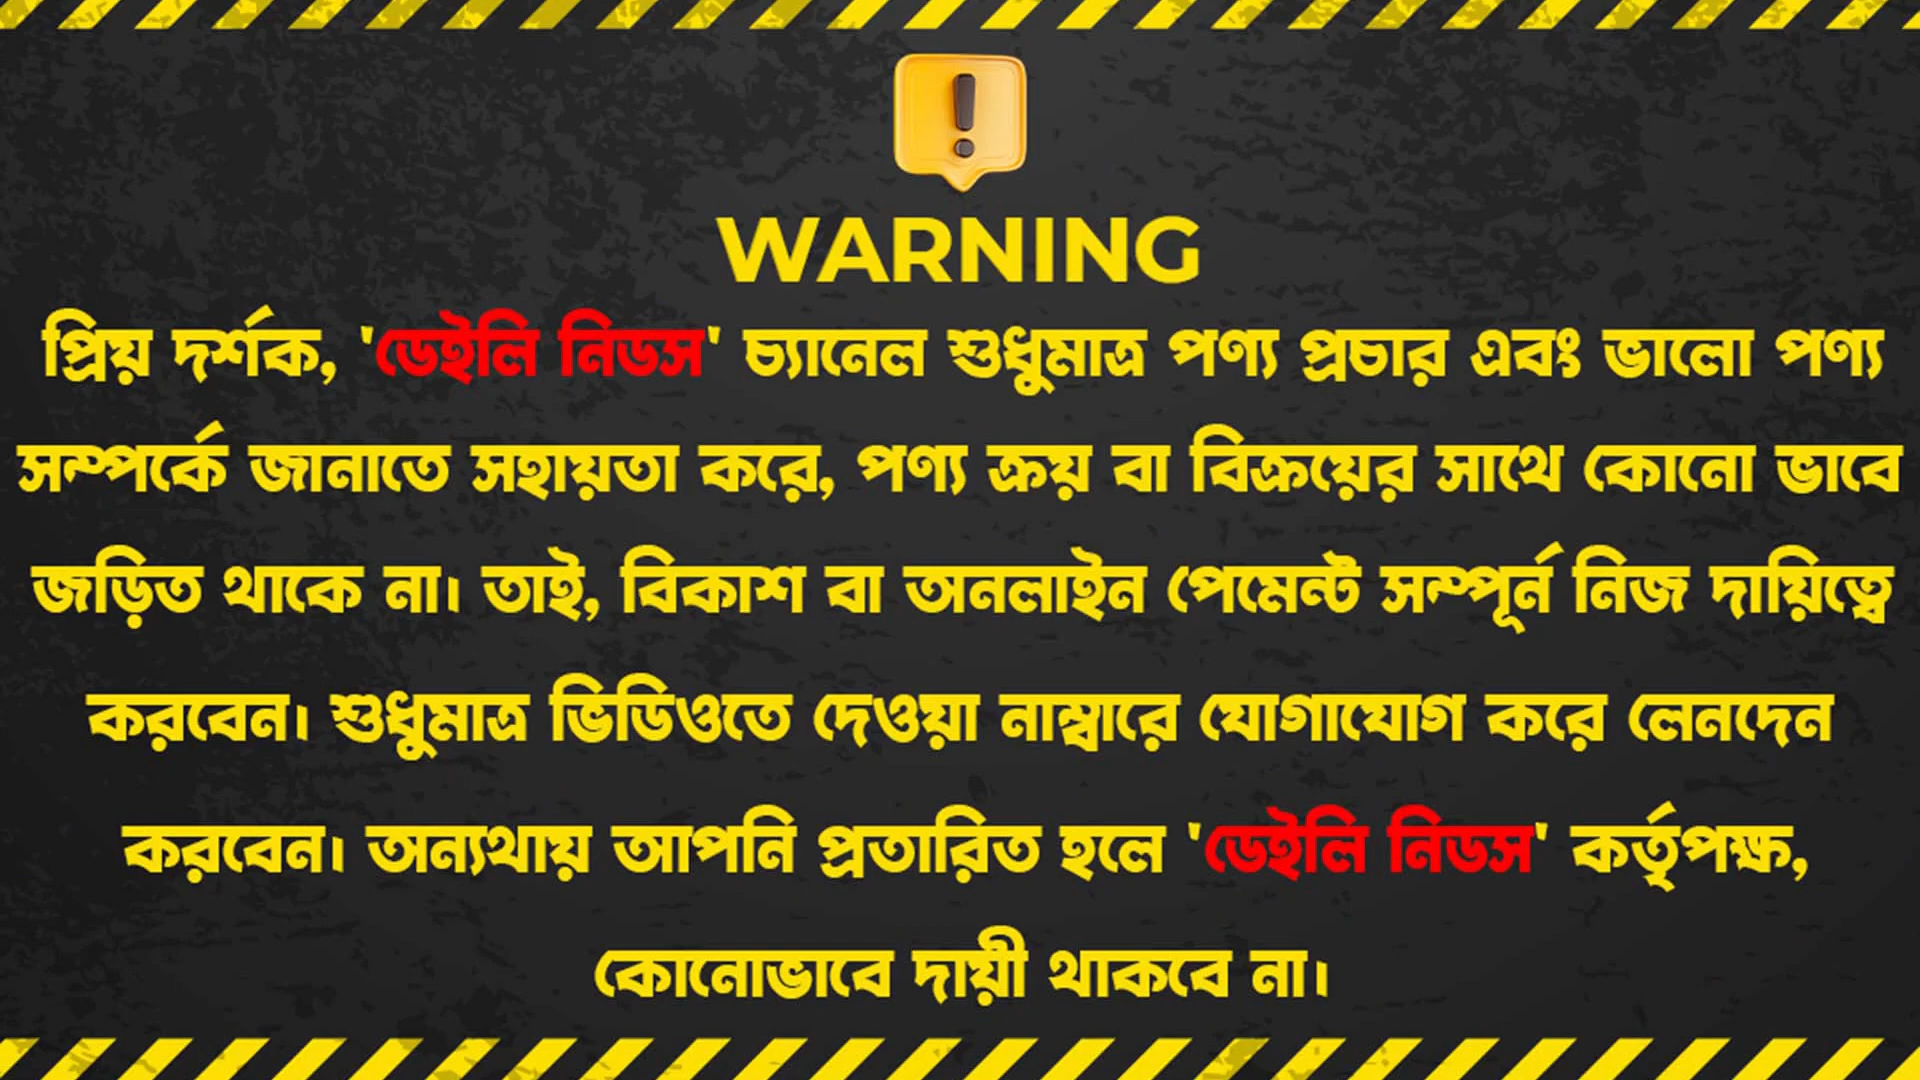 WARNING
প্রিয় দর্শক, 'ডেইলি নিডস' চ্যানেল শুধুমাত্র পণ্য প্রচার এবং ভালো পণ্য
সম্পর্কে জানাতে সহায়তা করে, পণ্য ক্রয় বা বিক্রয়ের সাথে কোনো ভাবে
জড়িত থাকে না। তাই, বিকাশ বা অনলাইন পেমেন্ট সম্পূর্ন নিজ দায়িত্বে
করবেন। শুধুমাত্র ভিডিওতে দেওয়া নাম্বারে যোগাযোগ করে লেনদেন
করবেন। অন্যথায় আপনি প্রতারিত হলে 'ডেইলি নিডস' কর্তৃপক্ষ,
কোনোভাবে দায়ী থাকবে না।